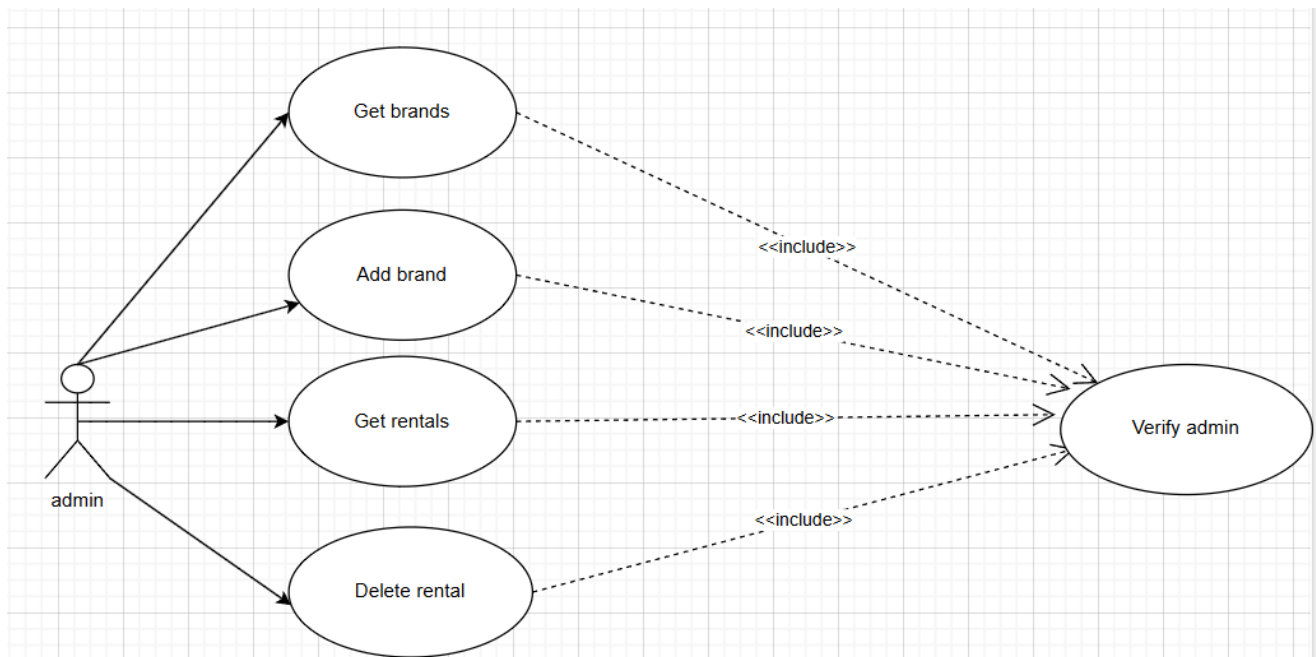 Get brands
<<include>>
Add brand
<<include>>
Get rentals
<<include>>
Verify admin
admin
<<include>>
Delete rental